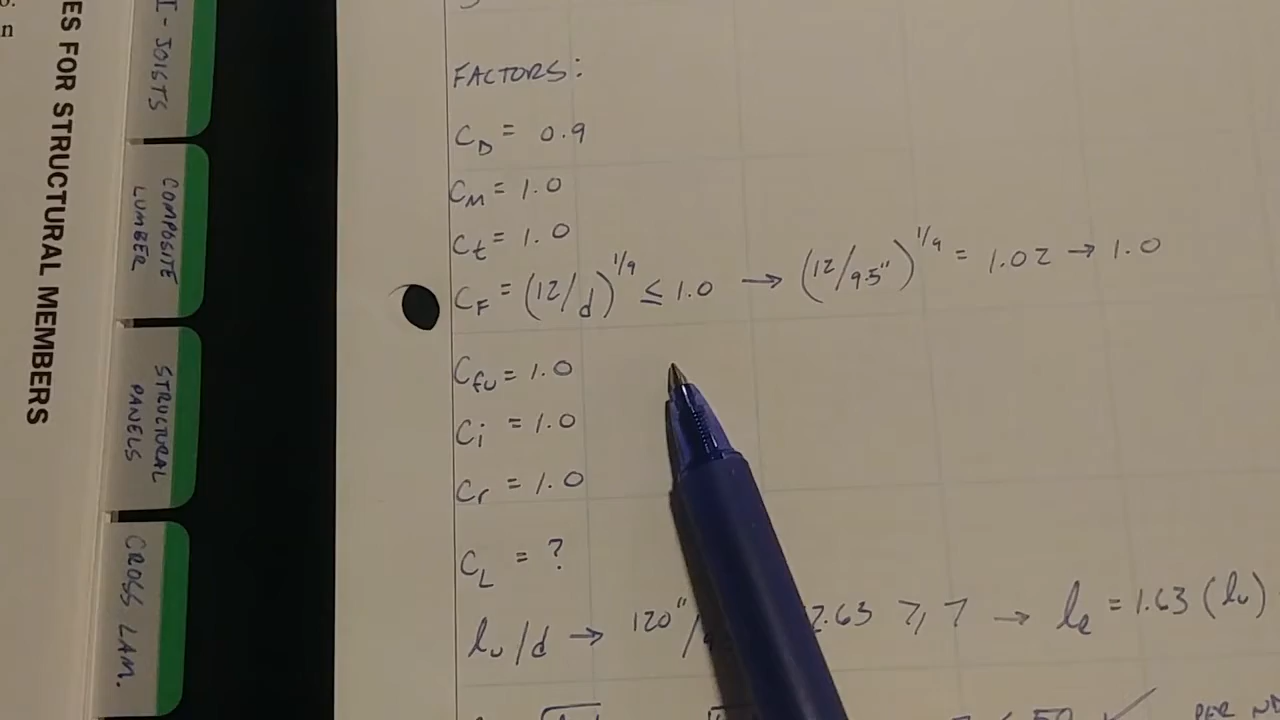 n
ES FOR STRUCTURAL MEMBERS
I-JOISTS
COMPOSITE
LUMBER
STRUCTURAL
PANELS
CROSS LAM.
FACTORS:
C_D = 0.9
C_M = 1.0
C_t = 1.0
C_F = (12/d)^1/9 ≤ 1.0 → (12/9.5")^1/9 = 1.02 → 1.0
C_fu = 1.0
C_i = 1.0
C_r = 1.0
C_L = ?
l_u/d → 120"/ 2.63 ≥ 7 → l_e = 1.63 (l_u)
≤ 50 ✓ PER